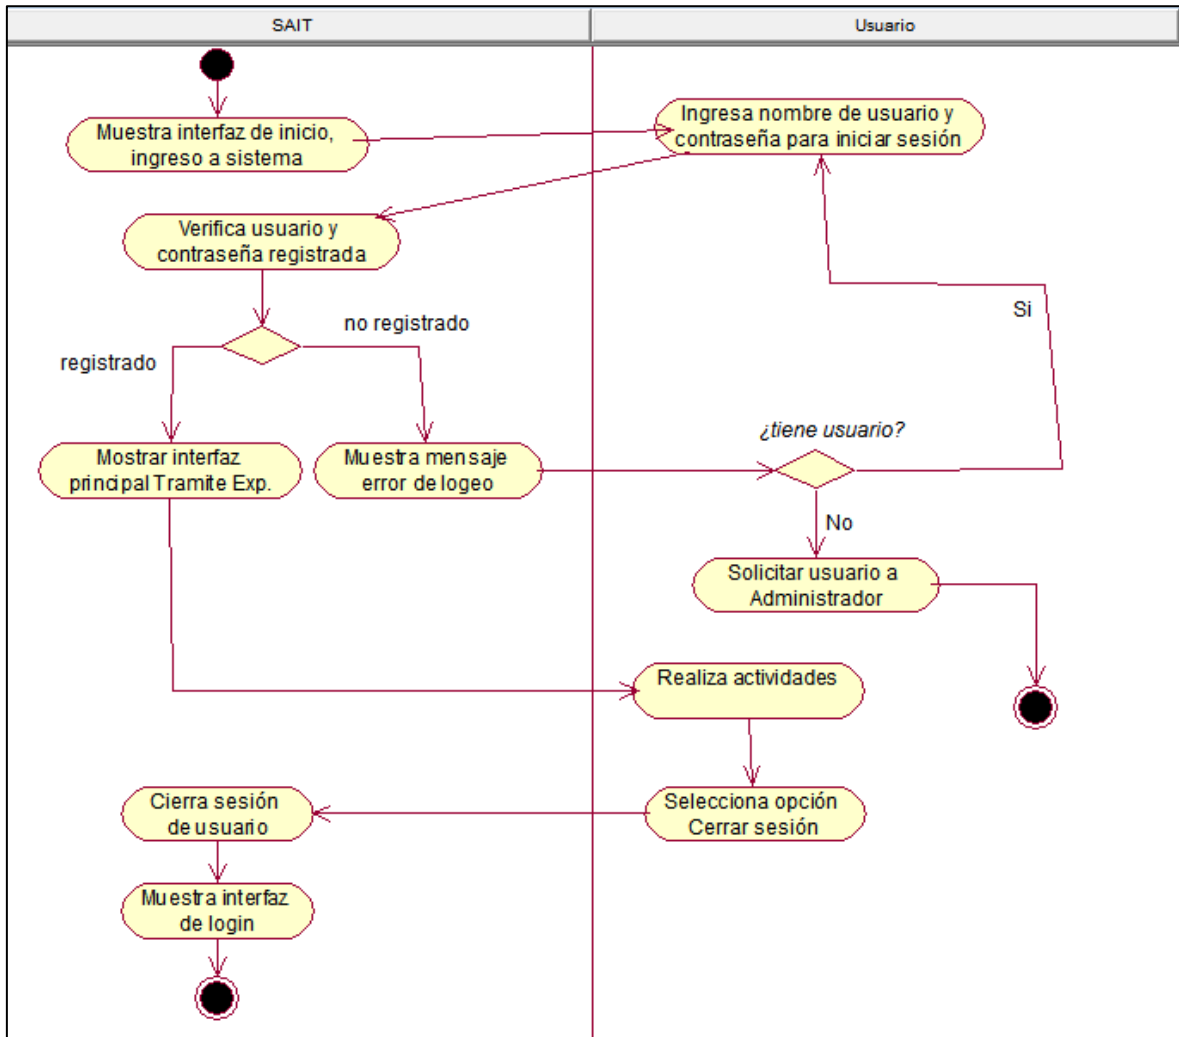 SAIT
Usuario
Muestra interfaz de inicio,
ingreso a sistema
Ingresa nombre de usuario y
contraseña para iniciar sesión
Verifica usuario y
contraseña registrada
no registrado
registrado
Si
¿tiene usuario?
Mostrar interfaz
principal Tramite Exp.
Muestra mensaje
error de logeo
No
Solicitar usuario a
Administrador
Realiza actividades
Cierra sesión
de usuario
Selecciona opción
Cerrar sesión
Muestra interfaz
de login